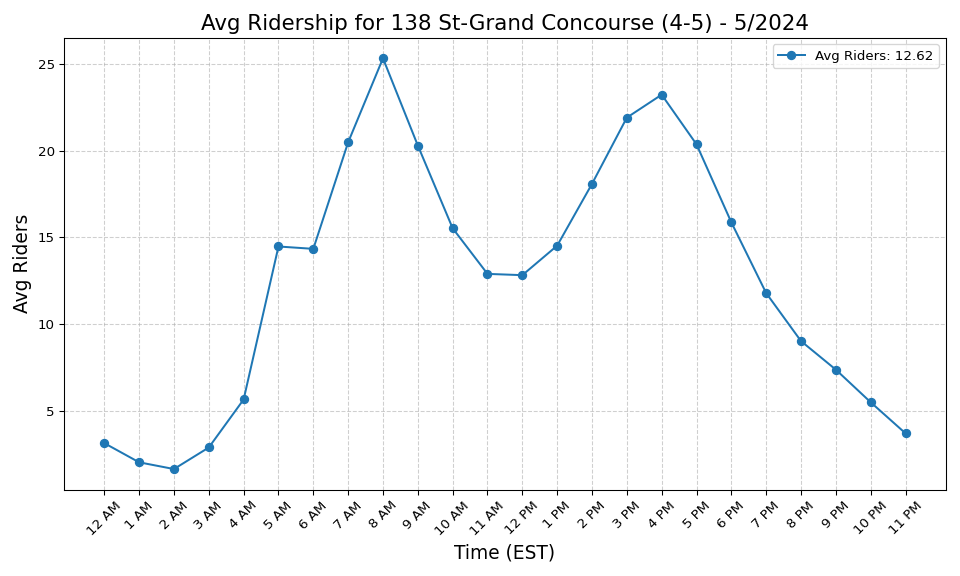 Avg Ridership for 138 St-Grand Concourse (4-5) - 5/2024
Avg Riders: 12.62
25
20
15
10
5
Avg Riders
12 AM
1 AM
2 AM
3 AM
4 AM
5 AM
6 AM
7 AM
8 AM
9 AM
10 AM
11 AM
12 PM
1 PM
2 PM
3 PM
4 PM
5 PM
6 PM
7 PM
8 PM
9 PM
10 PM
11 PM
Time (EST)